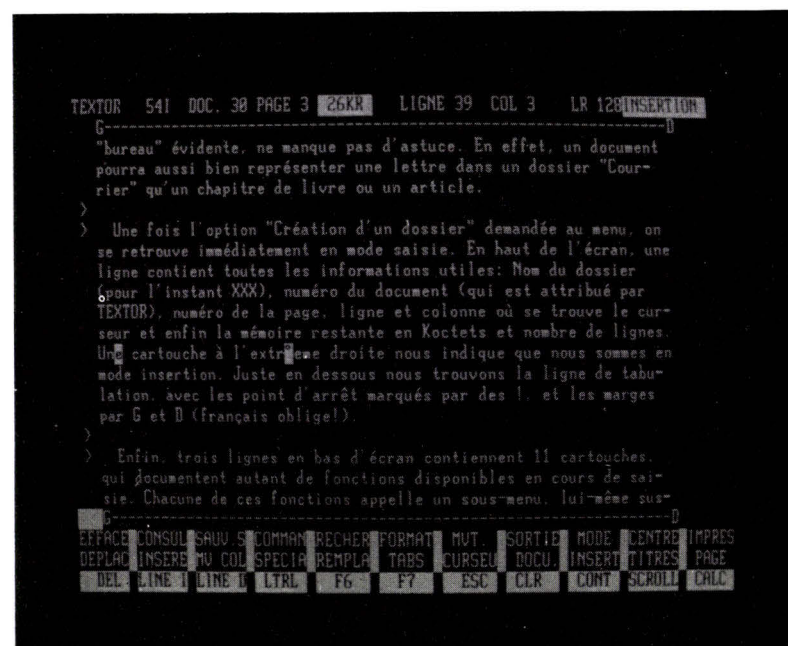 TEXTOR 54I DOC. 30 PAGE 3 26KR LIGNE 39 COL 3 LR 128 INSERTION
G----------------------------------------------------------------------D
"bureau" évidente, ne manque pas d'astuce. En effet, un document
pourra aussi bien représenter une lettre dans un dossier "Cour-
rier" qu'un chapitre de livre ou un article.
>
> Une fois l'option "Création d'un dossier" demandée au menu, on
se retrouve immédiatement en mode saisie. En haut de l'écran, une
ligne contient toutes les informations utiles: Nom du dossier
(pour l'instant XXX), numéro du document (qui est attribué par
TEXTOR), numéro de la page, ligne et colonne où se trouve le cur-
seur et enfin la mémoire restante en Koctets et nombre de lignes.
Une cartouche à l'extrême droite nous indique que nous sommes en
mode insertion. Juste en dessous nous trouvons la ligne de tabu-
lation, avec les point d'arrêt marqués par des !, et les marges
par G et D (français oblige!).
>
> Enfin, trois lignes en bas d'écran contiennent 11 cartouches,
qui documentent autant de fonctions disponibles en cours de sai-
sie. Chacune de ces fonctions appelle un sous-menu, lui-même sus-
G----------------------------------------------------------------------D
EFFACE CONSUL SAUV.S COMMAN RECHER FORMAT MVT. SORTIE MODE CENTRE IMPRES
DEPLAC INSERE MV COL SPECIA REMPLA TABS CURSEU DOCU. INSERT TITRES PAGE
DEL LINE I LINE D LTRL F6 F7 ESC CLR CONT SCROLL CALC